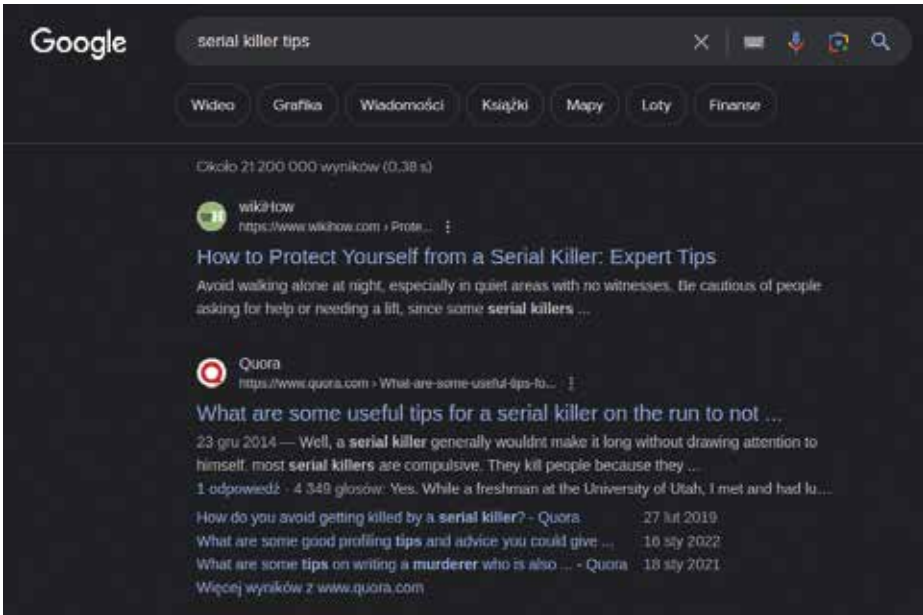 Google
serial killer tips
Wideo Grafika Wiadomości Książki Mapy Loty Finanse
Około 21 200 000 wyników (0,38 s)
wikiHow
https://www.wikihow.com › Prote...
How to Protect Yourself from a Serial Killer: Expert Tips
Avoid walking alone at night, especially in quiet areas with no witnesses. Be cautious of people
asking for help or needing a lift, since some serial killers ...
Quora
https://www.quora.com › What-are-some-useful-tips-fo...
What are some useful tips for a serial killer on the run to not ...
23 gru 2014 — Well, a serial killer generally wouldnt make it long without drawing attention to
himself. most serial killers are compulsive. They kill people because they ...
1 odpowiedź · 4 349 głosów: Yes. While a freshman at the University of Utah, I met and had lu...
How do you avoid getting killed by a serial killer? - Quora 27 lut 2019
What are some good profiling tips and advice you could give ... 16 sty 2022
What are some tips on writing a murderer who is also ... - Quora 18 sty 2021
Więcej wyników z www.quora.com